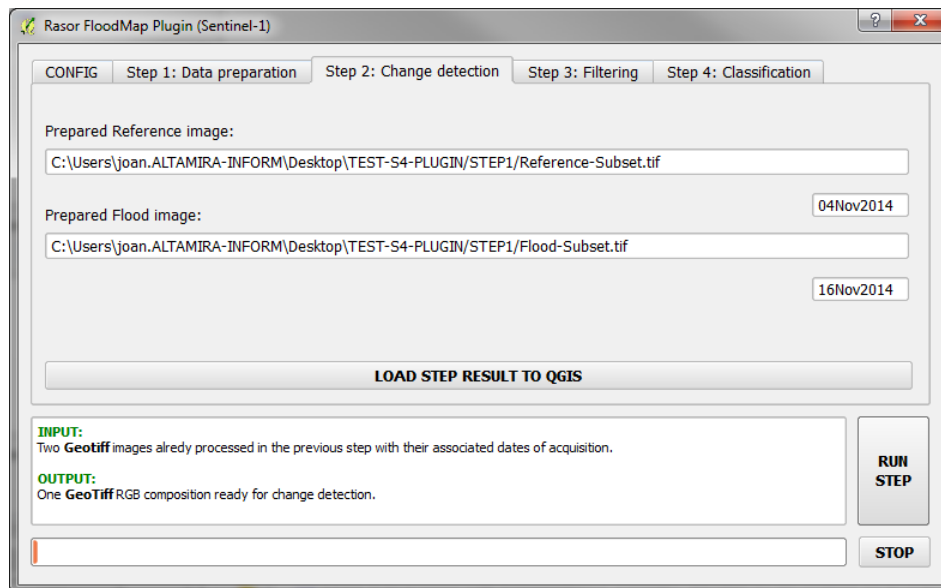 Rasor FloodMap Plugin (Sentinel-1)
?
CONFIG Step 1: Data preparation Step 2: Change detection Step 3: Filtering Step 4: Classification
Prepared Reference image:
C:\Users\joan.ALTAMIRA-INFORM\Desktop\TEST-S4-PLUGIN/STEP1/Reference-Subset.tif
04Nov2014
Prepared Flood image:
C:\Users\joan.ALTAMIRA-INFORM\Desktop\TEST-S4-PLUGIN/STEP1/Flood-Subset.tif
16Nov2014
LOAD STEP RESULT TO QGIS
INPUT:
Two Geotiff images alredy processed in the previous step with their associated dates of acquisition.
OUTPUT:
One GeoTiff RGB composition ready for change detection.
RUN
STEP
STOP